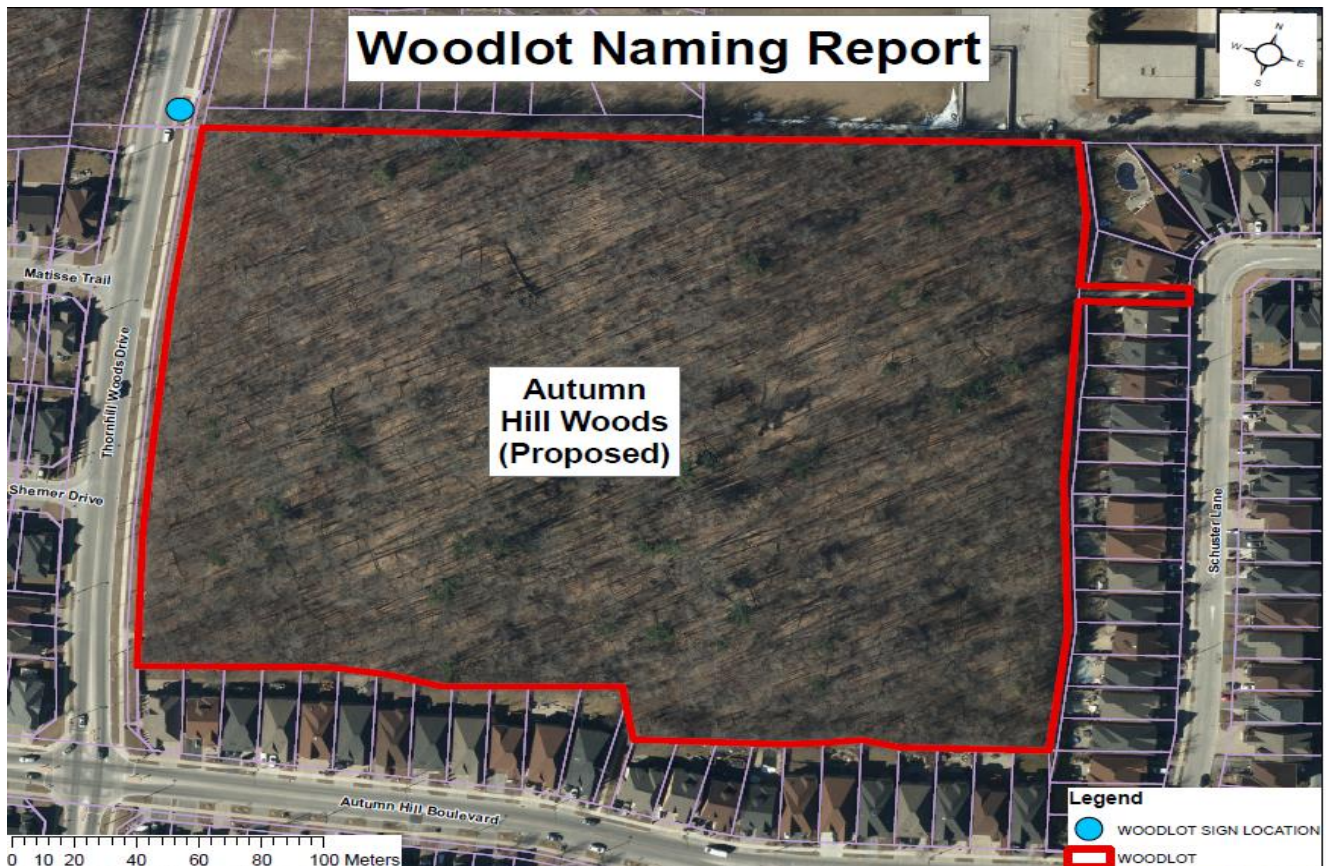 Woodlot Naming Report
N
W
E
S
Matisse Trail
Thornhill Woods Drive
Autumn
Hill Woods
(Proposed)
Shemer Drive
Schuster Lane
Autumn Hill Boulevard
Legend
WOODLOT SIGN LOCATION
WOODLOT
0 10 20 40 60 80 100 Meters